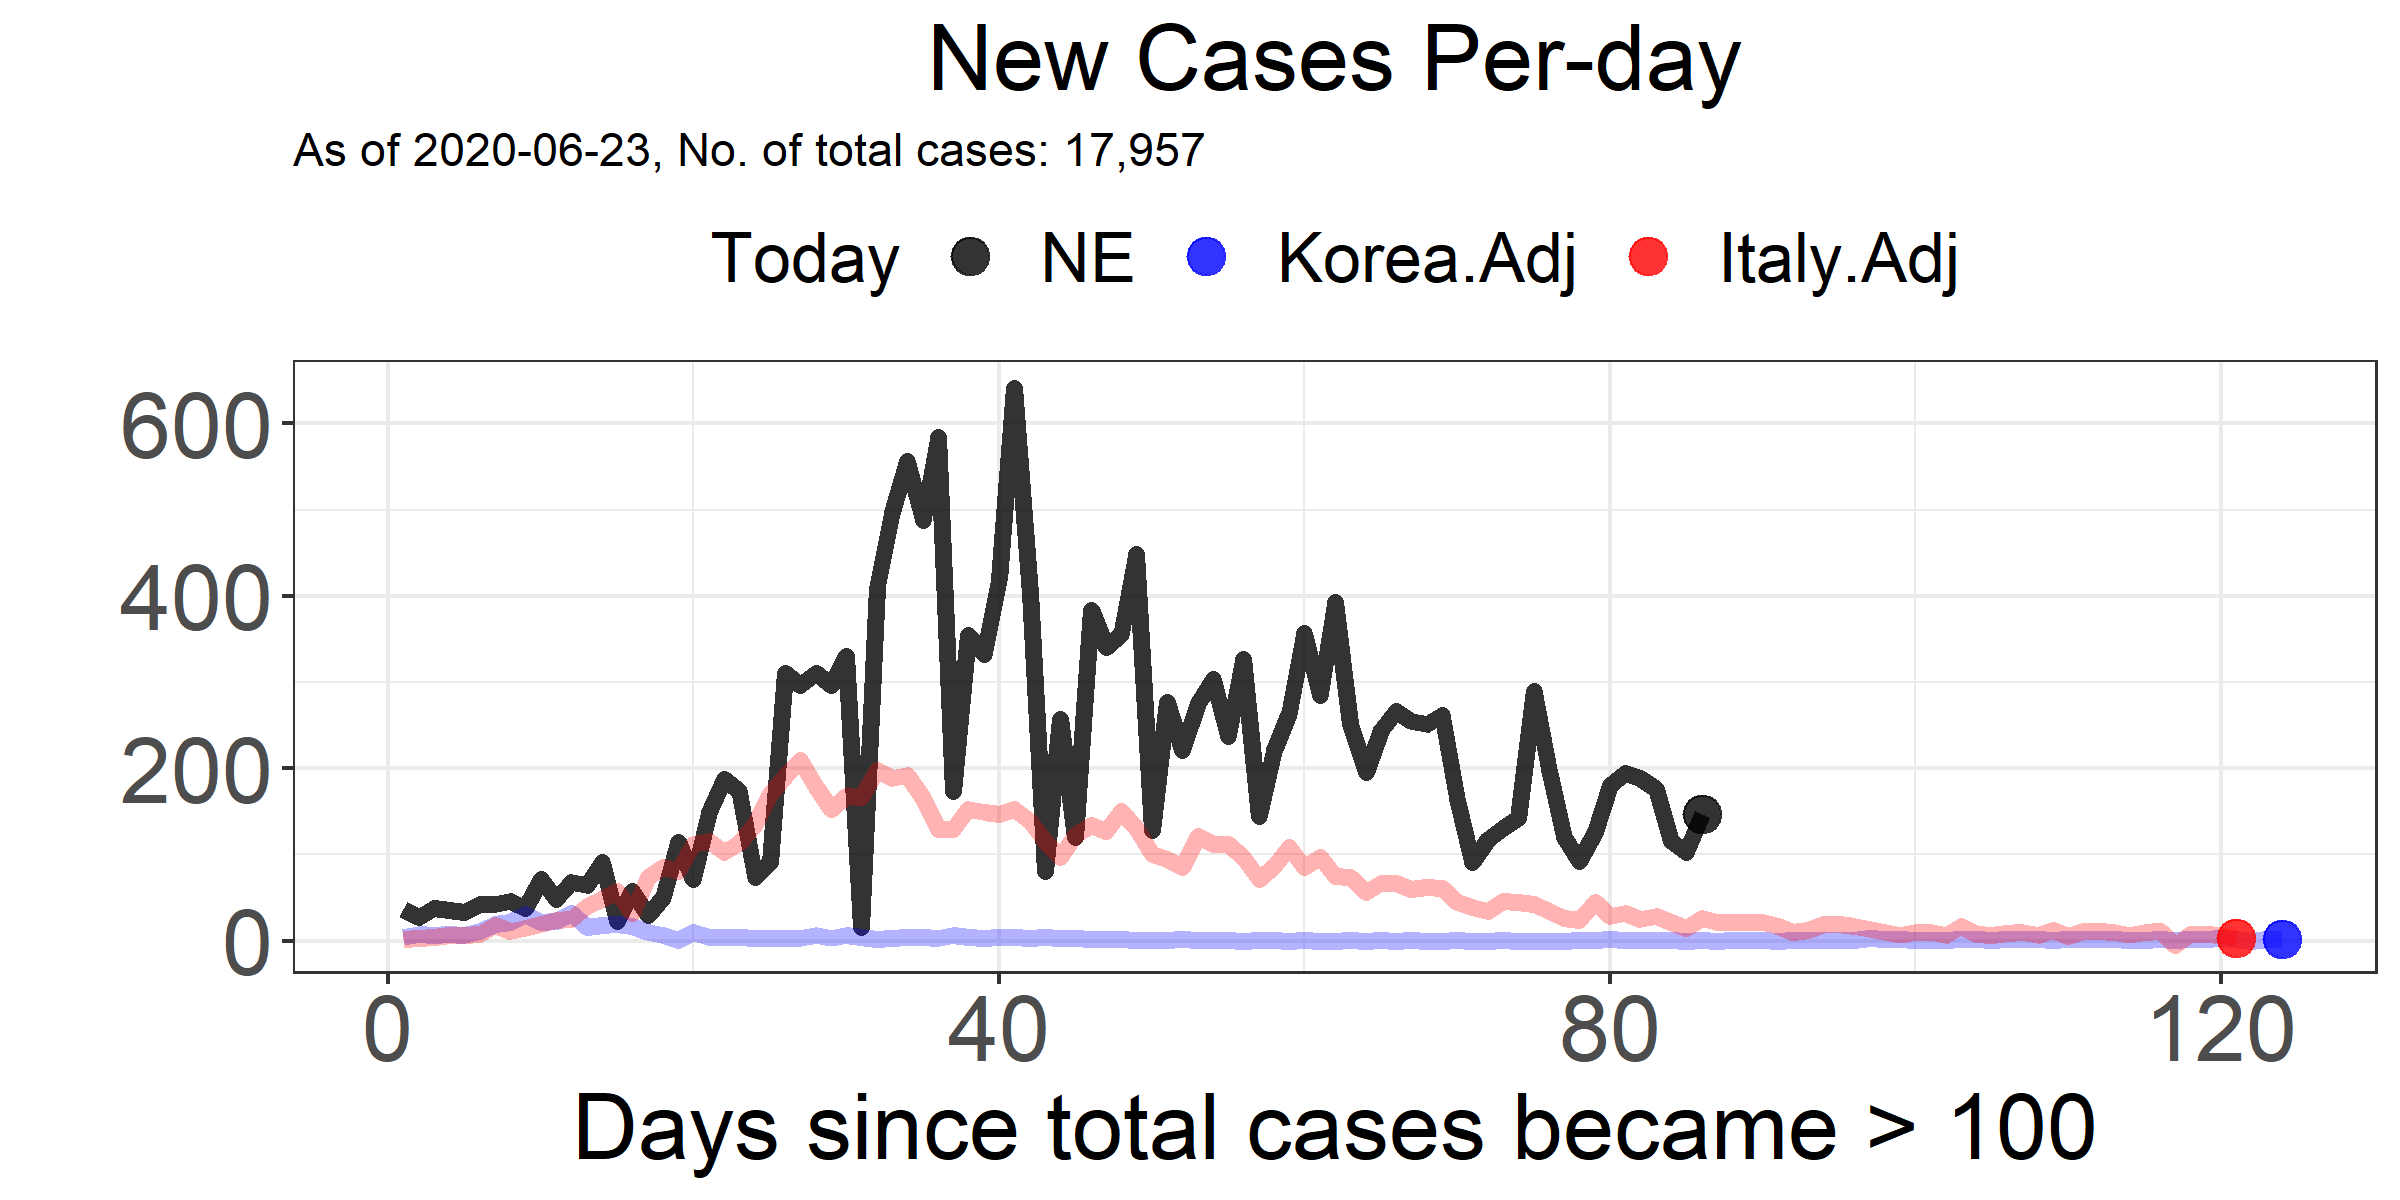 New Cases Per-day
As of 2020-06-23, No. of total cases: 17,957
Today NE Korea.Adj Italy.Adj
600
400
200
0
0 40 80 120
Days since total cases became > 100